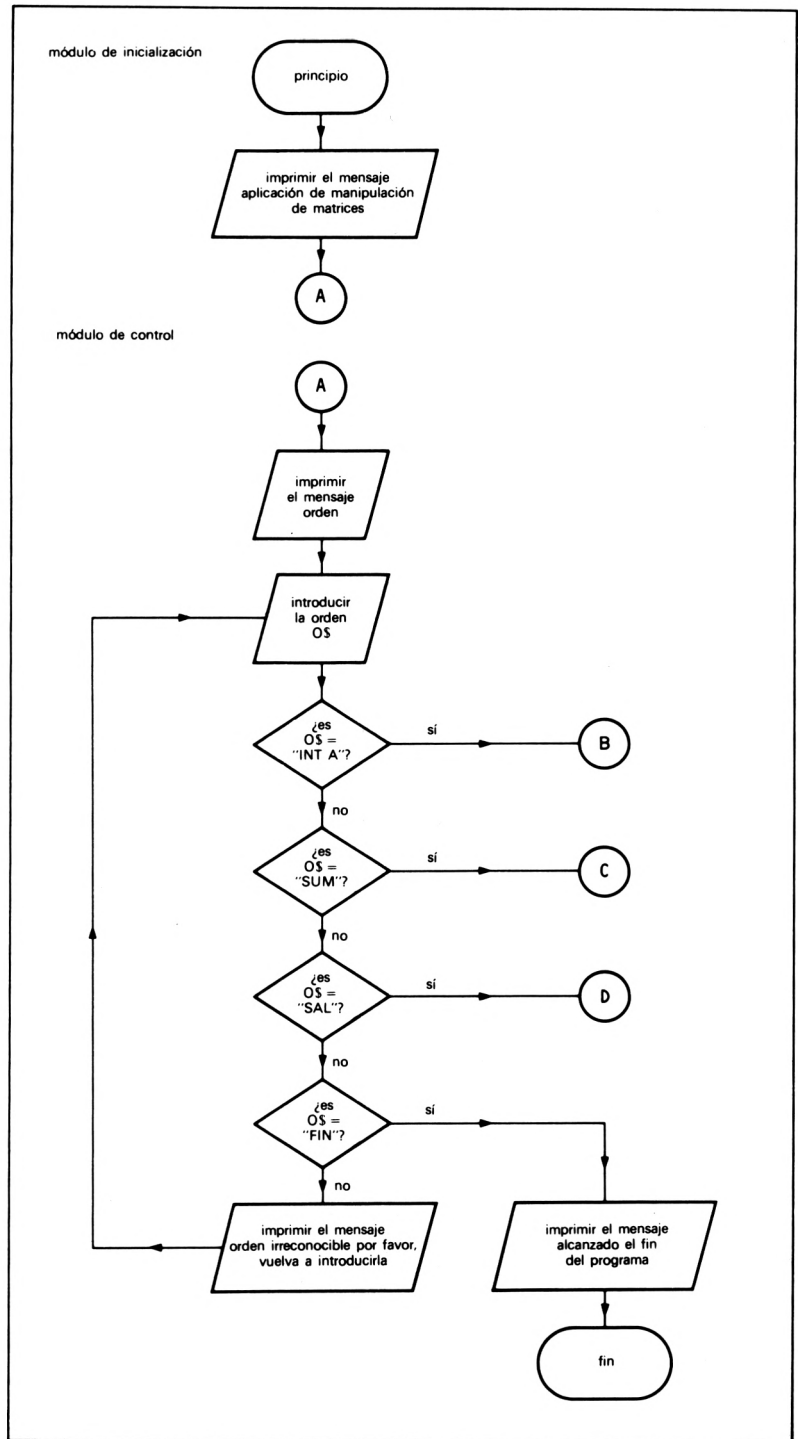 módulo de inicialización
principio
imprimir el mensaje
aplicación de manipulación
de matrices
A
módulo de control
A
imprimir
el mensaje
orden
introducir
la orden
O$
¿es
O$ =
"INT A"?
sí
B
no
¿es
O$ =
"SUM"?
sí
C
no
¿es
O$ =
"SAL"?
sí
D
no
¿es
O$ =
"FIN"?
sí
no
imprimir el mensaje
orden irreconocible por favor,
vuelva a introducirla
imprimir el mensaje
alcanzado el fin
del programa
fin